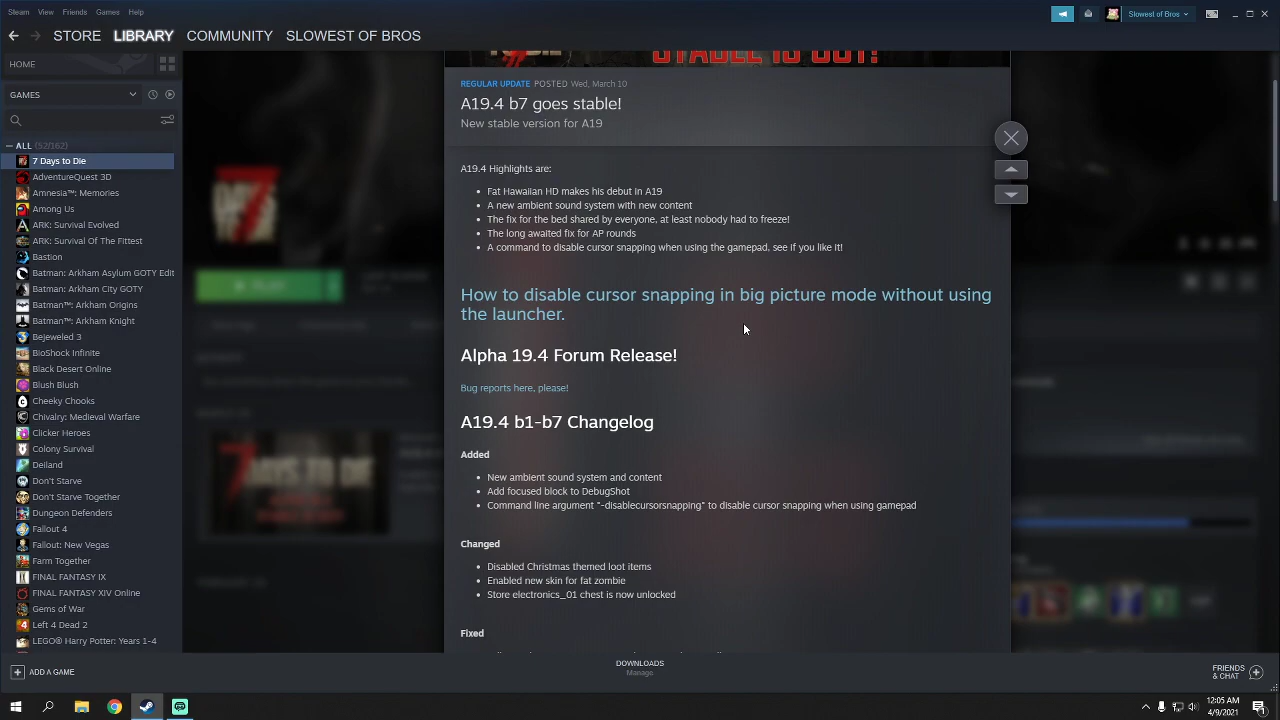 Steam View Friends Games Help
Slowest of Bros
STORE LIBRARY COMMUNITY SLOWEST OF BROS
HOME
GAMES
ALL (52/162)
7 Days to Die
AdventureQuest 3D
Amnesia™: Memories
Among Us
ARK: Survival Evolved
ARK: Survival Of The Fittest
Bastion
Batman: Arkham Asylum GOTY Edit
Batman: Arkham City GOTY
Batman™: Arkham Origins
Batman™: Arkham Knight
Bejeweled 3
BioShock Infinite
Black Desert Online
Blush Blush
Cheeky Chooks
Chivalry: Medieval Warfare
Clicker Heroes
Colony Survival
Deiland
Don't Starve
Don't Starve Together
Dungeon Defenders
Fallout 4
Fallout: New Vegas
Farm Together
FINAL FANTASY IX
FINAL FANTASY XIV Online
Gems of War
Left 4 Dead 2
LEGO® Harry Potter: Years 1-4
STABLE IS OUT!
REGULAR UPDATE POSTED Wed, March 10
A19.4 b7 goes stable!
New stable version for A19
A19.4 Highlights are:
• Fat Hawaiian HD makes his debut in A19
• A new ambient sound system with new content
• The fix for the bed shared by everyone, at least nobody had to freeze!
• The long awaited fix for AP rounds
• A command to disable cursor snapping when using the gamepad, see if you like it!
How to disable cursor snapping in big picture mode without using
the launcher.
Alpha 19.4 Forum Release!
Bug reports here, please!
A19.4 b1-b7 Changelog
Added
• New ambient sound system and content
• Add focused block to DebugShot
• Command line argument "-disablecursorsnapping" to disable cursor snapping when using gamepad
Changed
• Disabled Christmas themed loot items
• Enabled new skin for fat zombie
• Store electronics_01 chest is now unlocked
Fixed
PLAY
7 DAYS TO DIE
ADD A GAME
DOWNLOADS
Manage
FRIENDS
& CHAT
12:05 AM
4/9/2021